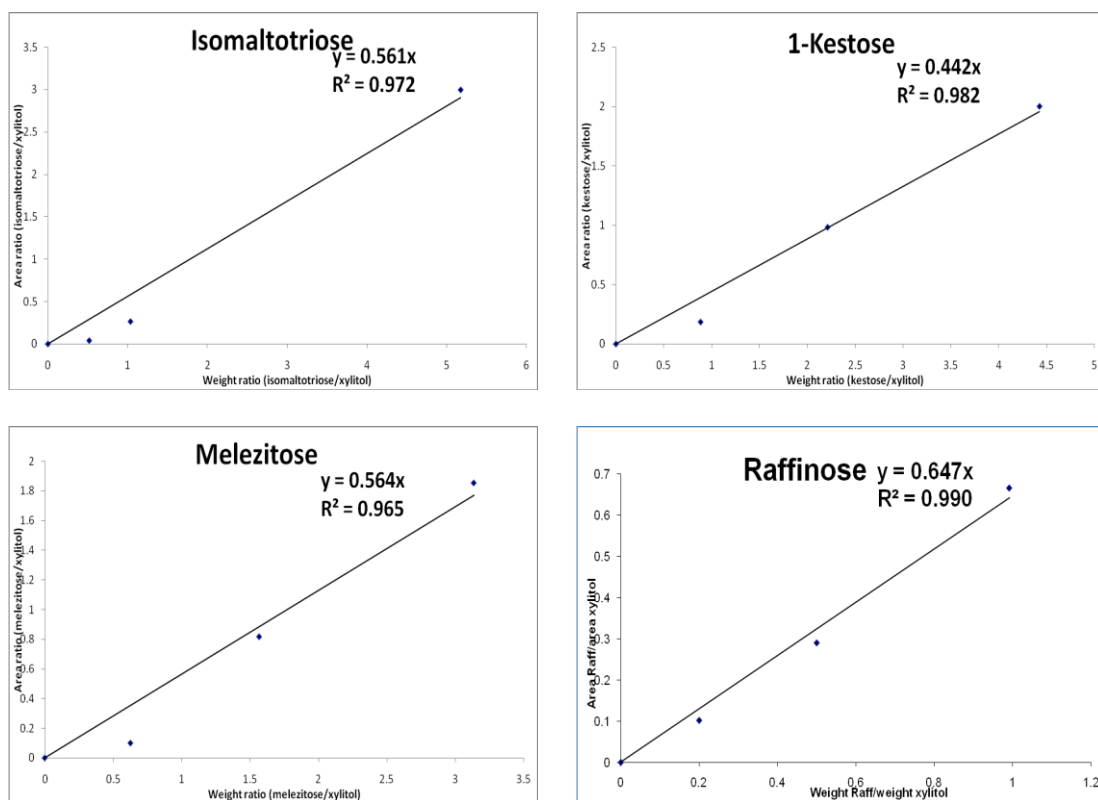 Isomaltotriose
y = 0.561x
R² = 0.972
3.5
3
2.5
2
1.5
1
0.5
0
Area ratio (isomaltotriose/xylitol)
0 1 2 3 4 5 6
Weight ratio (isomaltotriose/xylitol)
1-Kestose
y = 0.442x
R² = 0.982
2.5
2
1.5
1
0.5
0
Area ratio (kestose/xylitol)
0 0.5 1 1.5 2 2.5 3 3.5 4 4.5 5
Weight ratio (kestose/xylitol)
Melezitose
y = 0.564x
R² = 0.965
2
1.8
1.6
1.4
1.2
1
0.8
0.6
0.4
0.2
0
Area ratio (melezitose/xylitol)
0 0.5 1 1.5 2 2.5 3 3.5
Weight ratio (melezitose/xylitol)
Raffinose y = 0.647x
R² = 0.990
0.7
0.6
0.5
0.4
0.3
0.2
0.1
0
Area Raff/area xylitol
0 0.2 0.4 0.6 0.8 1 1.2
Weight Raff/weight xylitol